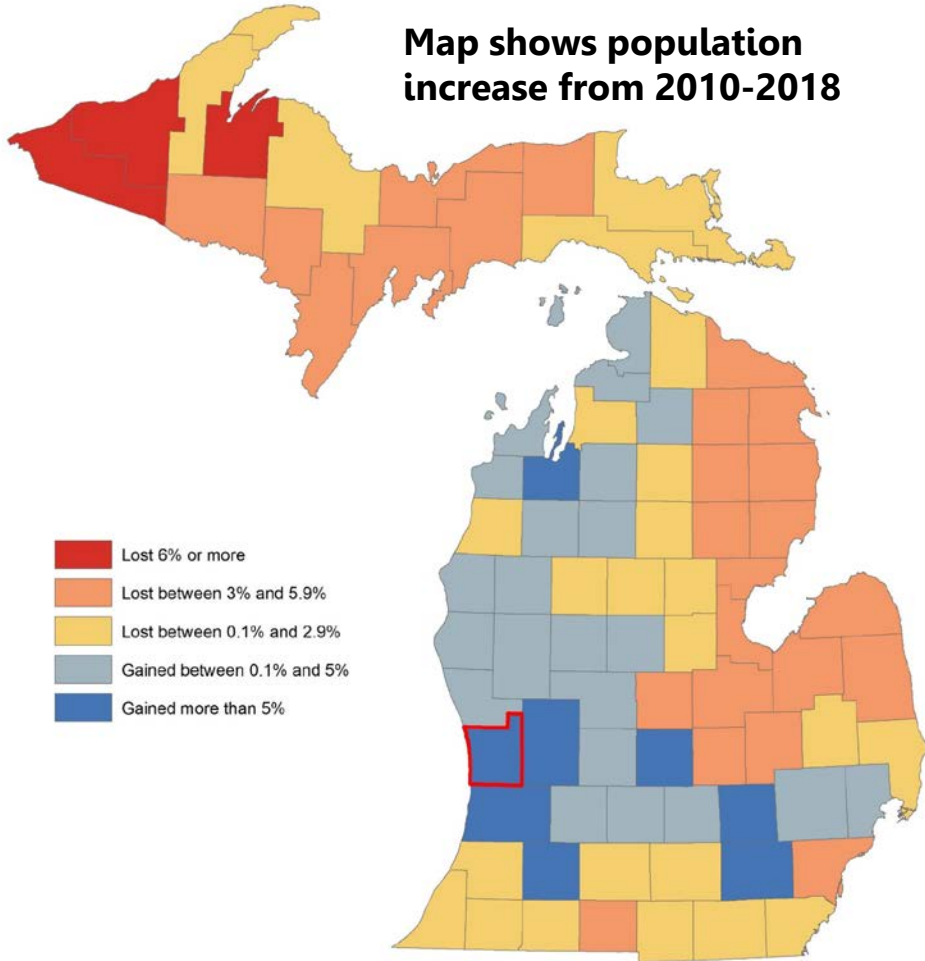 Map shows population
increase from 2010-2018
Lost 6% or more
Lost between 3% and 5.9%
Lost between 0.1% and 2.9%
Gained between 0.1% and 5%
Gained more than 5%